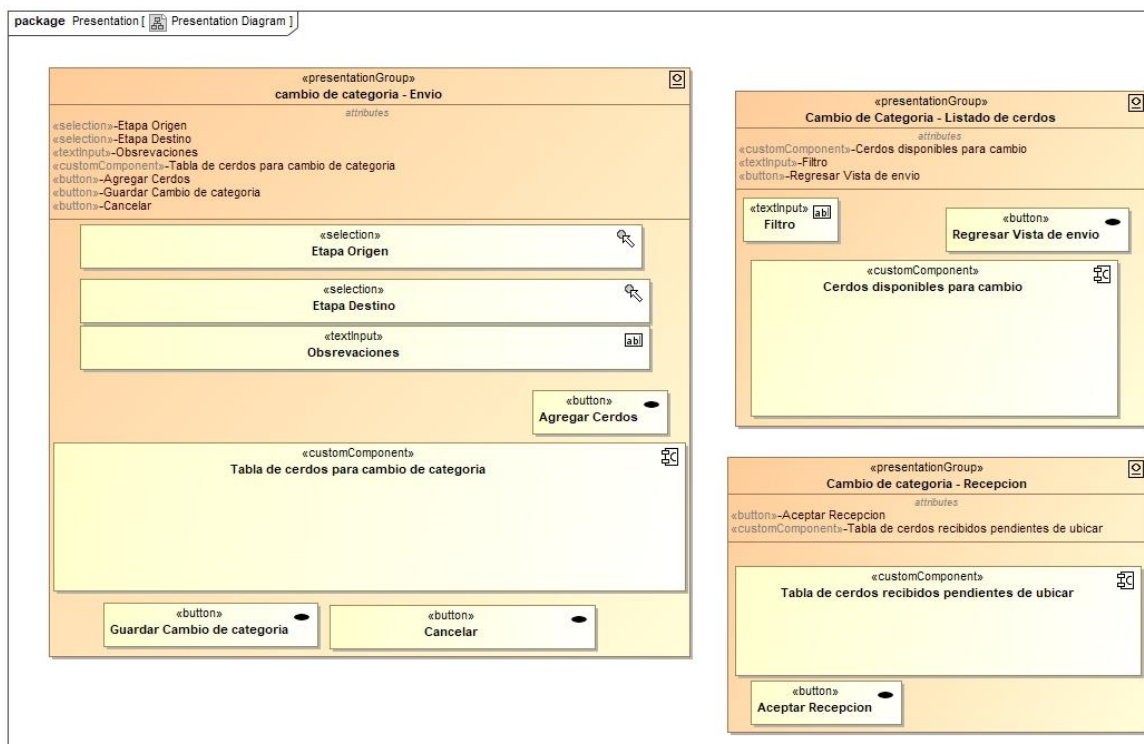 package Presentation [ Presentation Diagram ]
«presentationGroup»
cambio de categoria - Envio
attributes
«selection»-Etapa Origen
«selection»-Etapa Destino
«textInput»-Obsrevaciones
«customComponent»-Tabla de cerdos para cambio de categoria
«button»-Agregar Cerdos
«button»-Guardar Cambio de categoria
«button»-Cancelar
«selection»
Etapa Origen
«selection»
Etapa Destino
«textInput»
Obsrevaciones
ab
«button»
Agregar Cerdos
«customComponent»
Tabla de cerdos para cambio de categoria
«button»
Guardar Cambio de categoria
«button»
Cancelar
«presentationGroup»
Cambio de Categoria - Listado de cerdos
attributes
«customComponent»-Cerdos disponibles para cambio
«textInput»-Filtro
«button»-Regresar Vista de envio
«textInput»
Filtro
ab
«button»
Regresar Vista de envio
«customComponent»
Cerdos disponibles para cambio
«presentationGroup»
Cambio de categoria - Recepcion
attributes
«button»-Aceptar Recepcion
«customComponent»-Tabla de cerdos recibidos pendientes de ubicar
«customComponent»
Tabla de cerdos recibidos pendientes de ubicar
«button»
Aceptar Recepcion